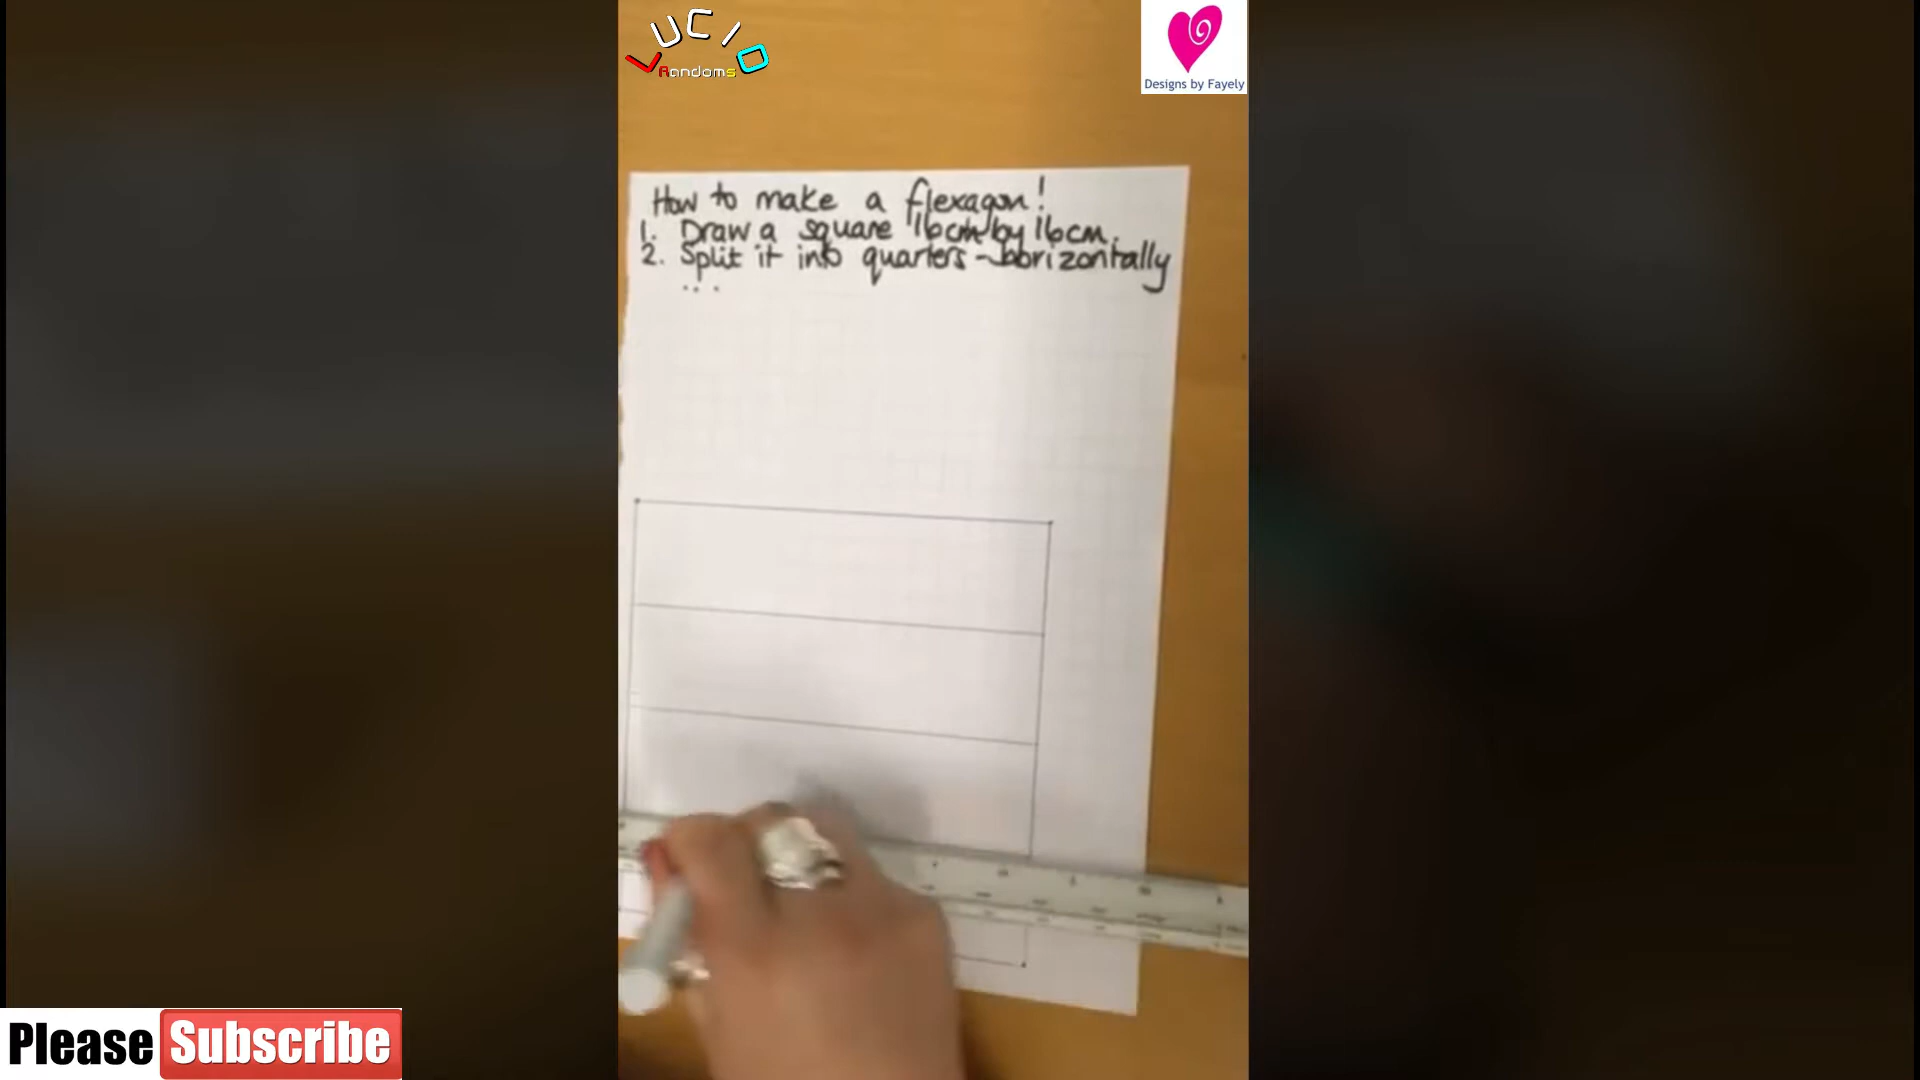 LUCIO
Randoms
Designs by Fayely
How to make a flexagon!
1. Draw a square 16cm by 16cm.
2. Split it into quarters - horizontally
...
Please Subscribe